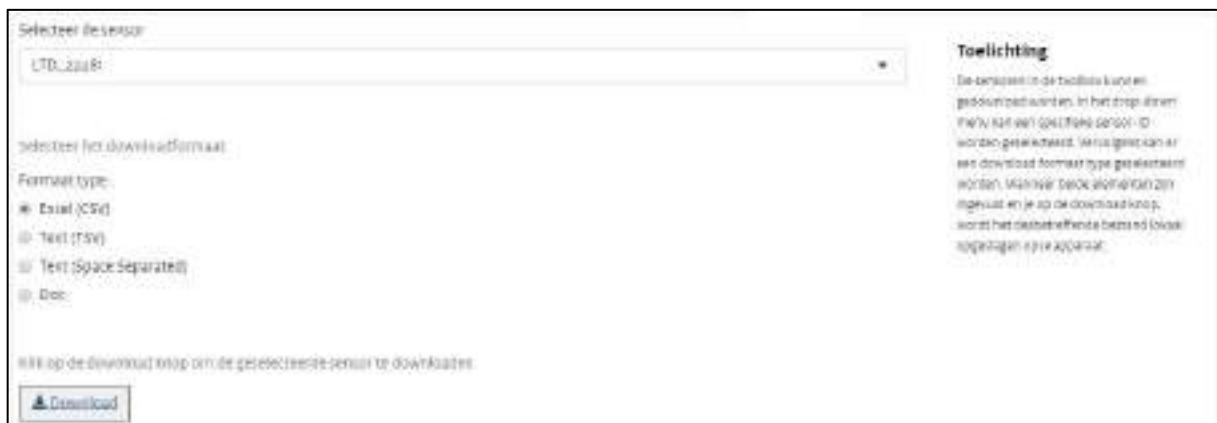 Selecteer de sensor
Selecteer het downloadformaat
Formaat type:
Excel (CSV)
Text (TSV)
Text (Space Separated)
Doc
Klik op de download knop om de geselecteerde sensor te downloaden
Download
Toelichting
De sensoren in de toolbox kunnen
gedownload worden. In het drop-down
menu kan een specifieke sensor-ID
worden geselecteerd. Vervolgens kan er
een download formaat type geselecteerd
worden. Wanneer beide elementen zijn
ingevuld en je op de download knop,
wordt het desbetreffende bestand lokaal
opgeslagen op je apparaat.